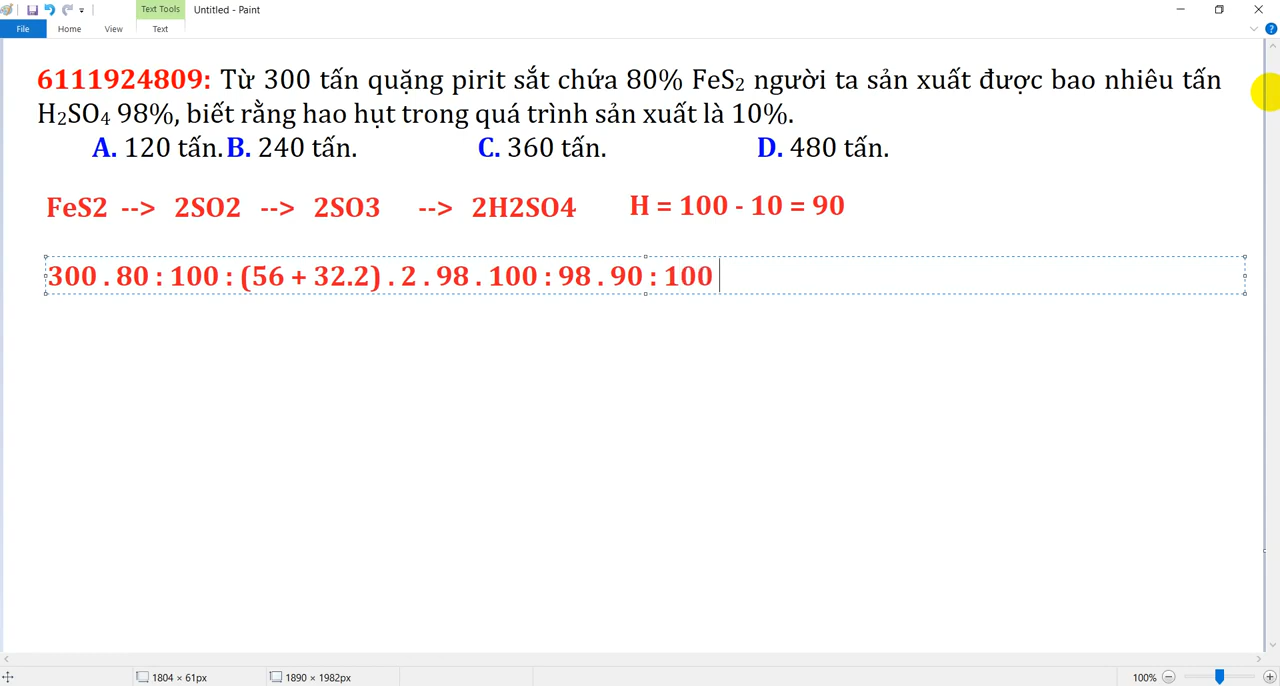 Text Tools
Untitled - Paint
File Home View Text
6111924809: Từ 300 tấn quặng pirit sắt chứa 80% FeS2 người ta sản xuất được bao nhiêu tấn
H2SO4 98%, biết rằng hao hụt trong quá trình sản xuất là 10%.
A. 120 tấn. B. 240 tấn. C. 360 tấn. D. 480 tấn.
FeS2 --> 2SO2 --> 2SO3 --> 2H2SO4 H = 100 - 10 = 90
300 . 80 : 100 : (56 + 32.2) . 2 . 98 . 100 : 98 . 90 : 100
1804 × 61px 1890 × 1982px 100%